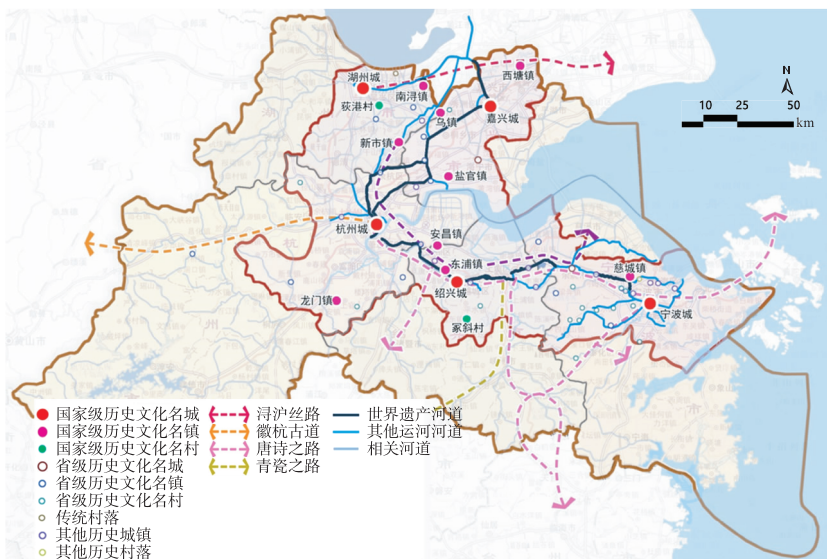 湖州城
南浔镇
西塘镇
荻港村
乌镇
嘉兴城
新市镇
盐官镇
杭州城
安昌镇
东浦镇
慈城镇
绍兴城
宁波城
龙门镇
冢斜村
N
10 25 50
km
国家级历史文化名城
国家级历史文化名镇
国家级历史文化名村
省级历史文化名城
省级历史文化名镇
省级历史文化名村
传统村落
其他历史城镇
其他历史村落
浔沪丝路
徽杭古道
唐诗之路
青瓷之路
世界遗产河道
其他运河河道
相关河道